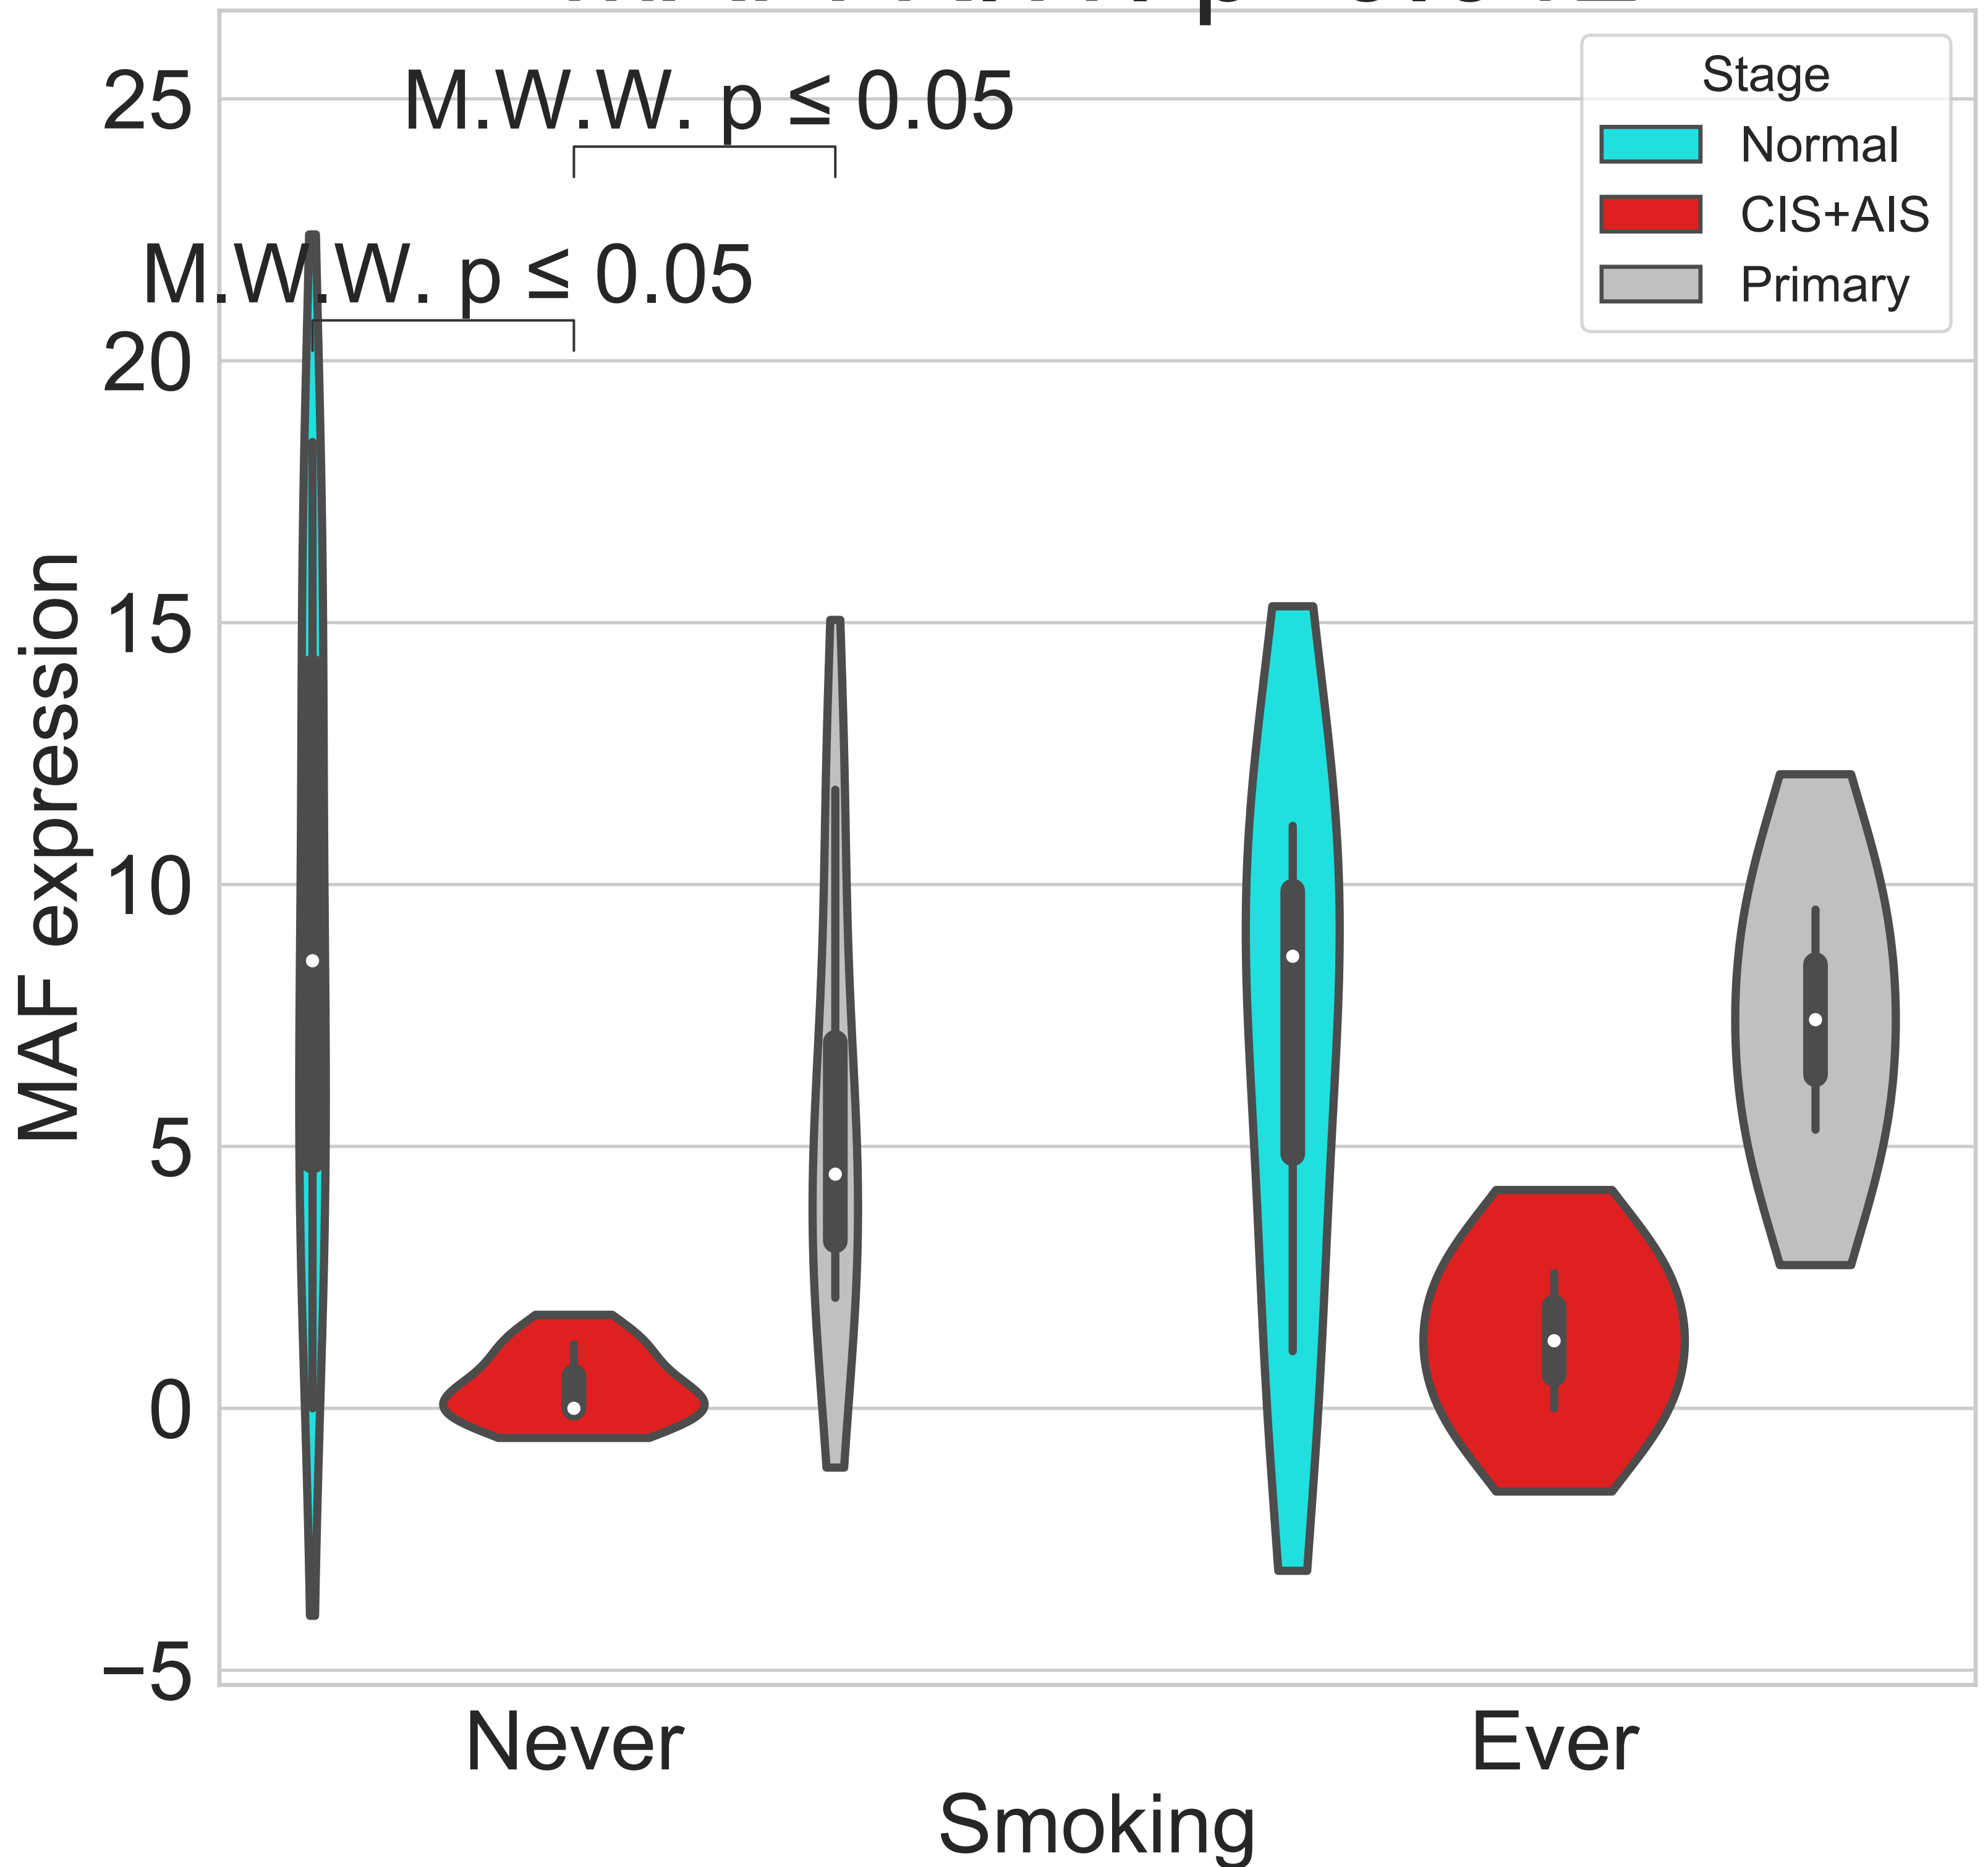 25
20
15
10
5
0
−5
MAF expression
M.W.W. p ≤ 0.05
M.W.W. p ≤ 0.05
Stage
Normal
CIS+AIS
Primary
Never
Ever
Smoking